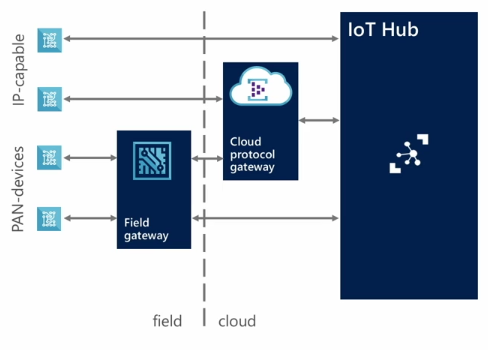 IoT Hub
IP-capable
Cloud
protocol
gateway
PAN-devices
Field
gateway
field
cloud